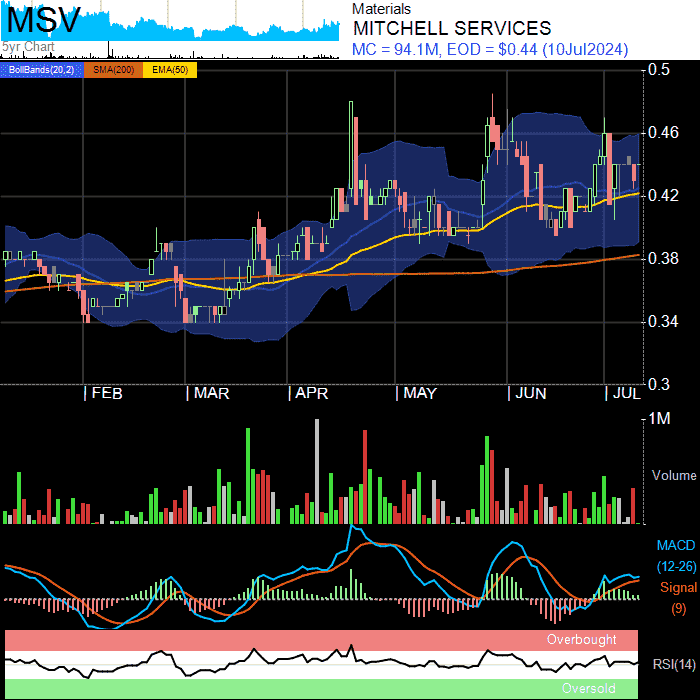 MSV
5yr Chart
Materials
MITCHELL SERVICES
MC = 94.1M, EOD = $0.44 (10Jul2024)
BollBands(20,2) SMA(200) EMA(50)
0.5
0.46
0.42
0.38
0.34
0.3
FEB MAR APR MAY JUN JUL
1M
Volume
MACD
(12-26)
Signal
(9)
Overbought
RSI(14)
Oversold